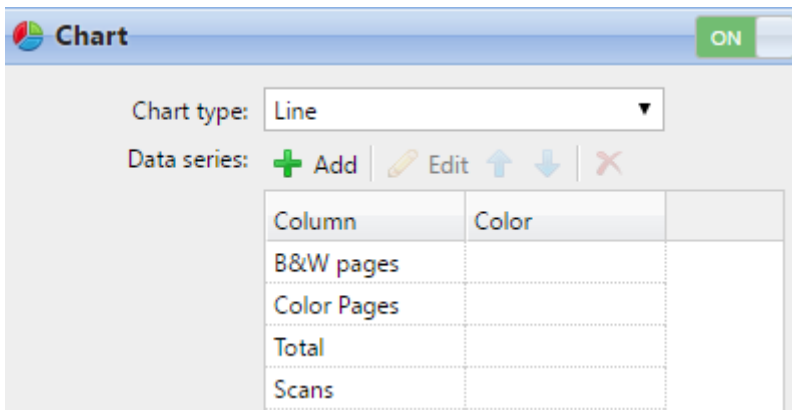 Chart ON
Chart type: Line
Data series: Add Edit
Column Color
B&W pages
Color Pages
Total
Scans